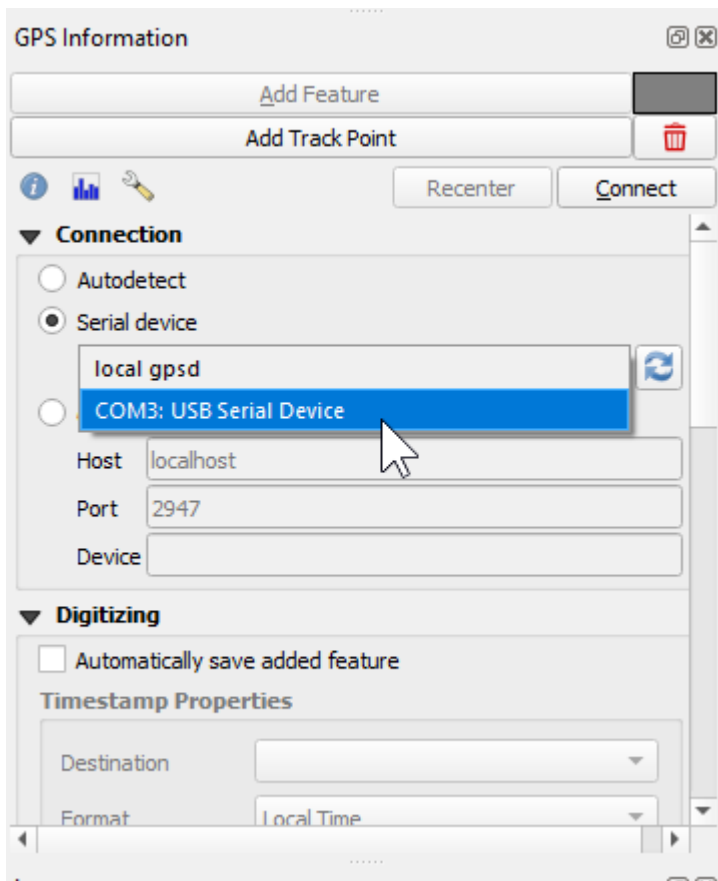 GPS Information
Add Feature
Add Track Point
Recenter
Connect
Connection
Autodetect
Serial device
local gpsd
COM3: USB Serial Device
Host localhost
Port 2947
Device
Digitizing
Automatically save added feature
Timestamp Properties
Destination
Format Local Time